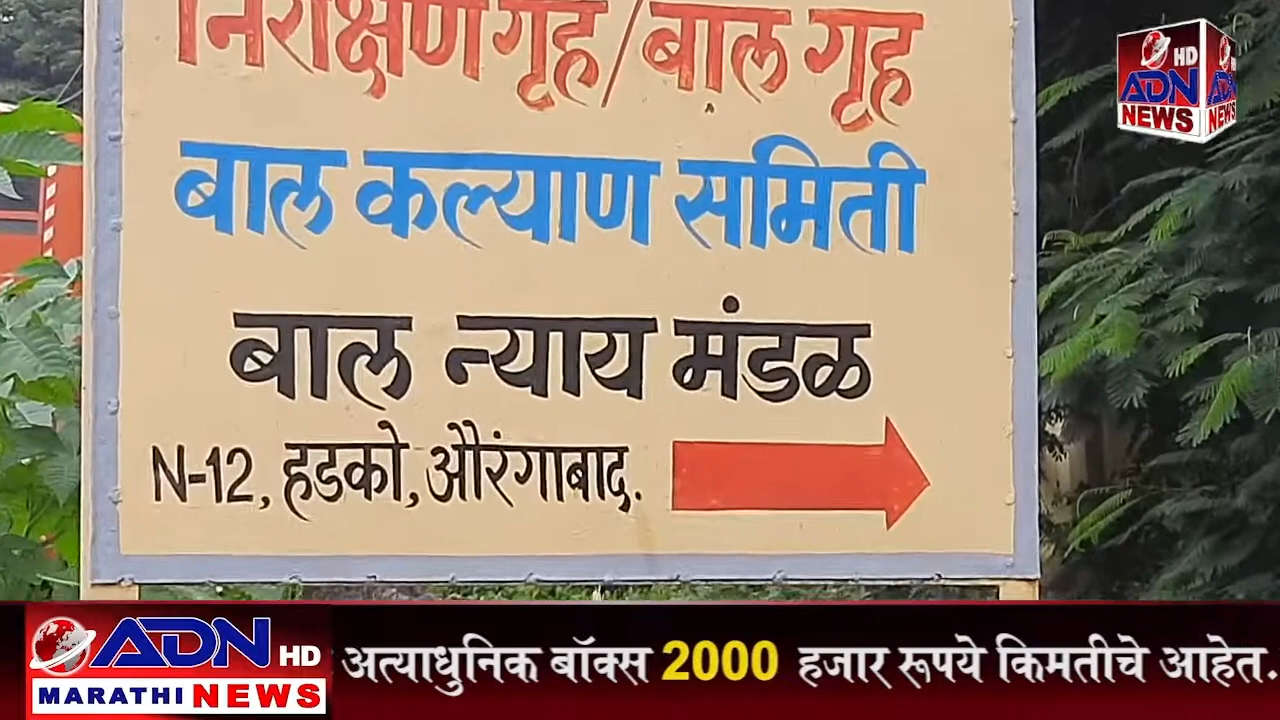 निरीक्षण गृह/बाल गृह
बाल कल्याण समिती
बाल न्याय मंडळ
N-12, हडको, औरंगाबाद.
HD
ADN
NEWS
ADN HD
MARATHI NEWS
अत्याधुनिक बॉक्स 2000 हजार रूपये किमतीचे आहेत.